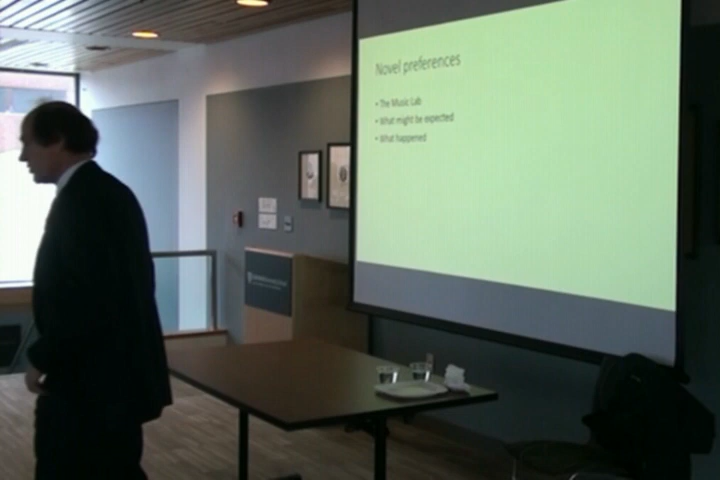 Novel preferences
• The Music Lab
• What might be expected
• What happened